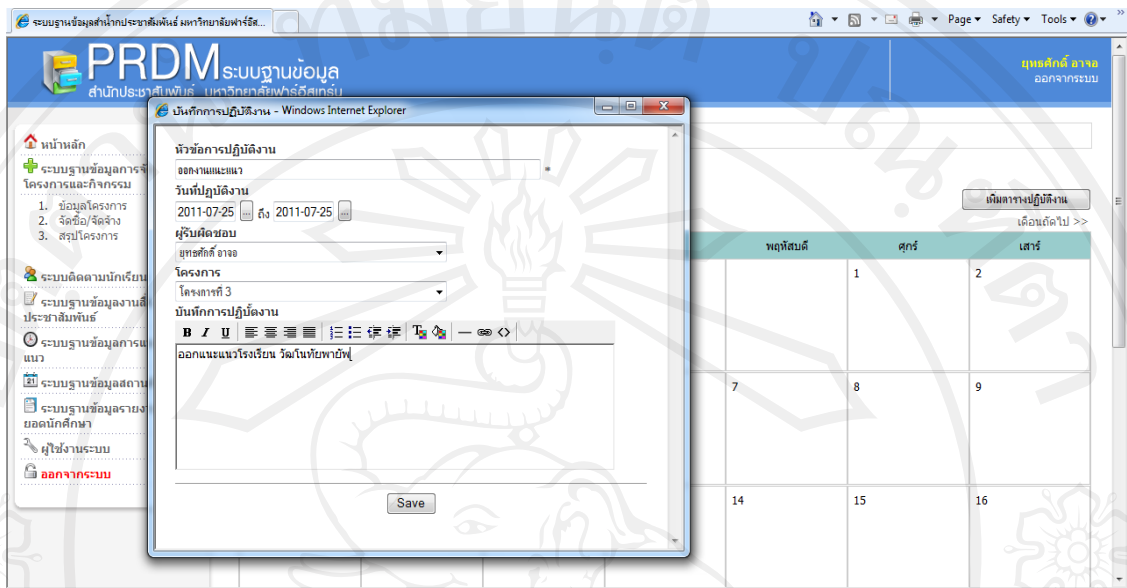 ระบบฐานข้อมูลสำนักประชาสัมพันธ์ มหาวิทยาลัยฟาร์อีส...
Page Safety Tools
PRDM ระบบฐานข้อมูล
สำนักประชาสัมพันธ์ มหาวิทยาลัยฟาร์อีสเทอร์น
ยุทธศักดิ์ อาจอ
ออกจากระบบ
หน้าหลัก
ระบบฐานข้อมูลการจั
โครงการและกิจกรรม
1. ข้อมูลโครงการ
2. จัดซื้อ/จัดจ้าง
3. สรุปโครงการ
ระบบติดตามนักเรียน
ระบบฐานข้อมูลงานสื่
ประชาสัมพันธ์
ระบบฐานข้อมูลการแ
แนว
ระบบฐานข้อมูลสถาน
ระบบฐานข้อมูลรายง
ยอดนักศึกษา
ผู้ใช้งานระบบ
ออกจากระบบ
บันทึกการปฏิบัติงาน - Windows Internet Explorer
หัวข้อการปฏิบัติงาน
ออกงานแนะแนว *
วันที่ปฏบัติงาน
2011-07-25 ... ถึง 2011-07-25 ...
ผู้รับผิดชอบ
ยุทธศักดิ์ อาจอ
โครงการ
โครงการที่ 3
บันทึกการปฏิบั้ตงาน
B I U
ออกแนะแนวโรงเรียน วัฒโนทัยพายัพ
Save
เพิ่มตารางปฏิบัติงาน
เดือนถัดไป >>
พฤหัสบดี ศุกร์ เสาร์
1 2
7 8 9
14 15 16